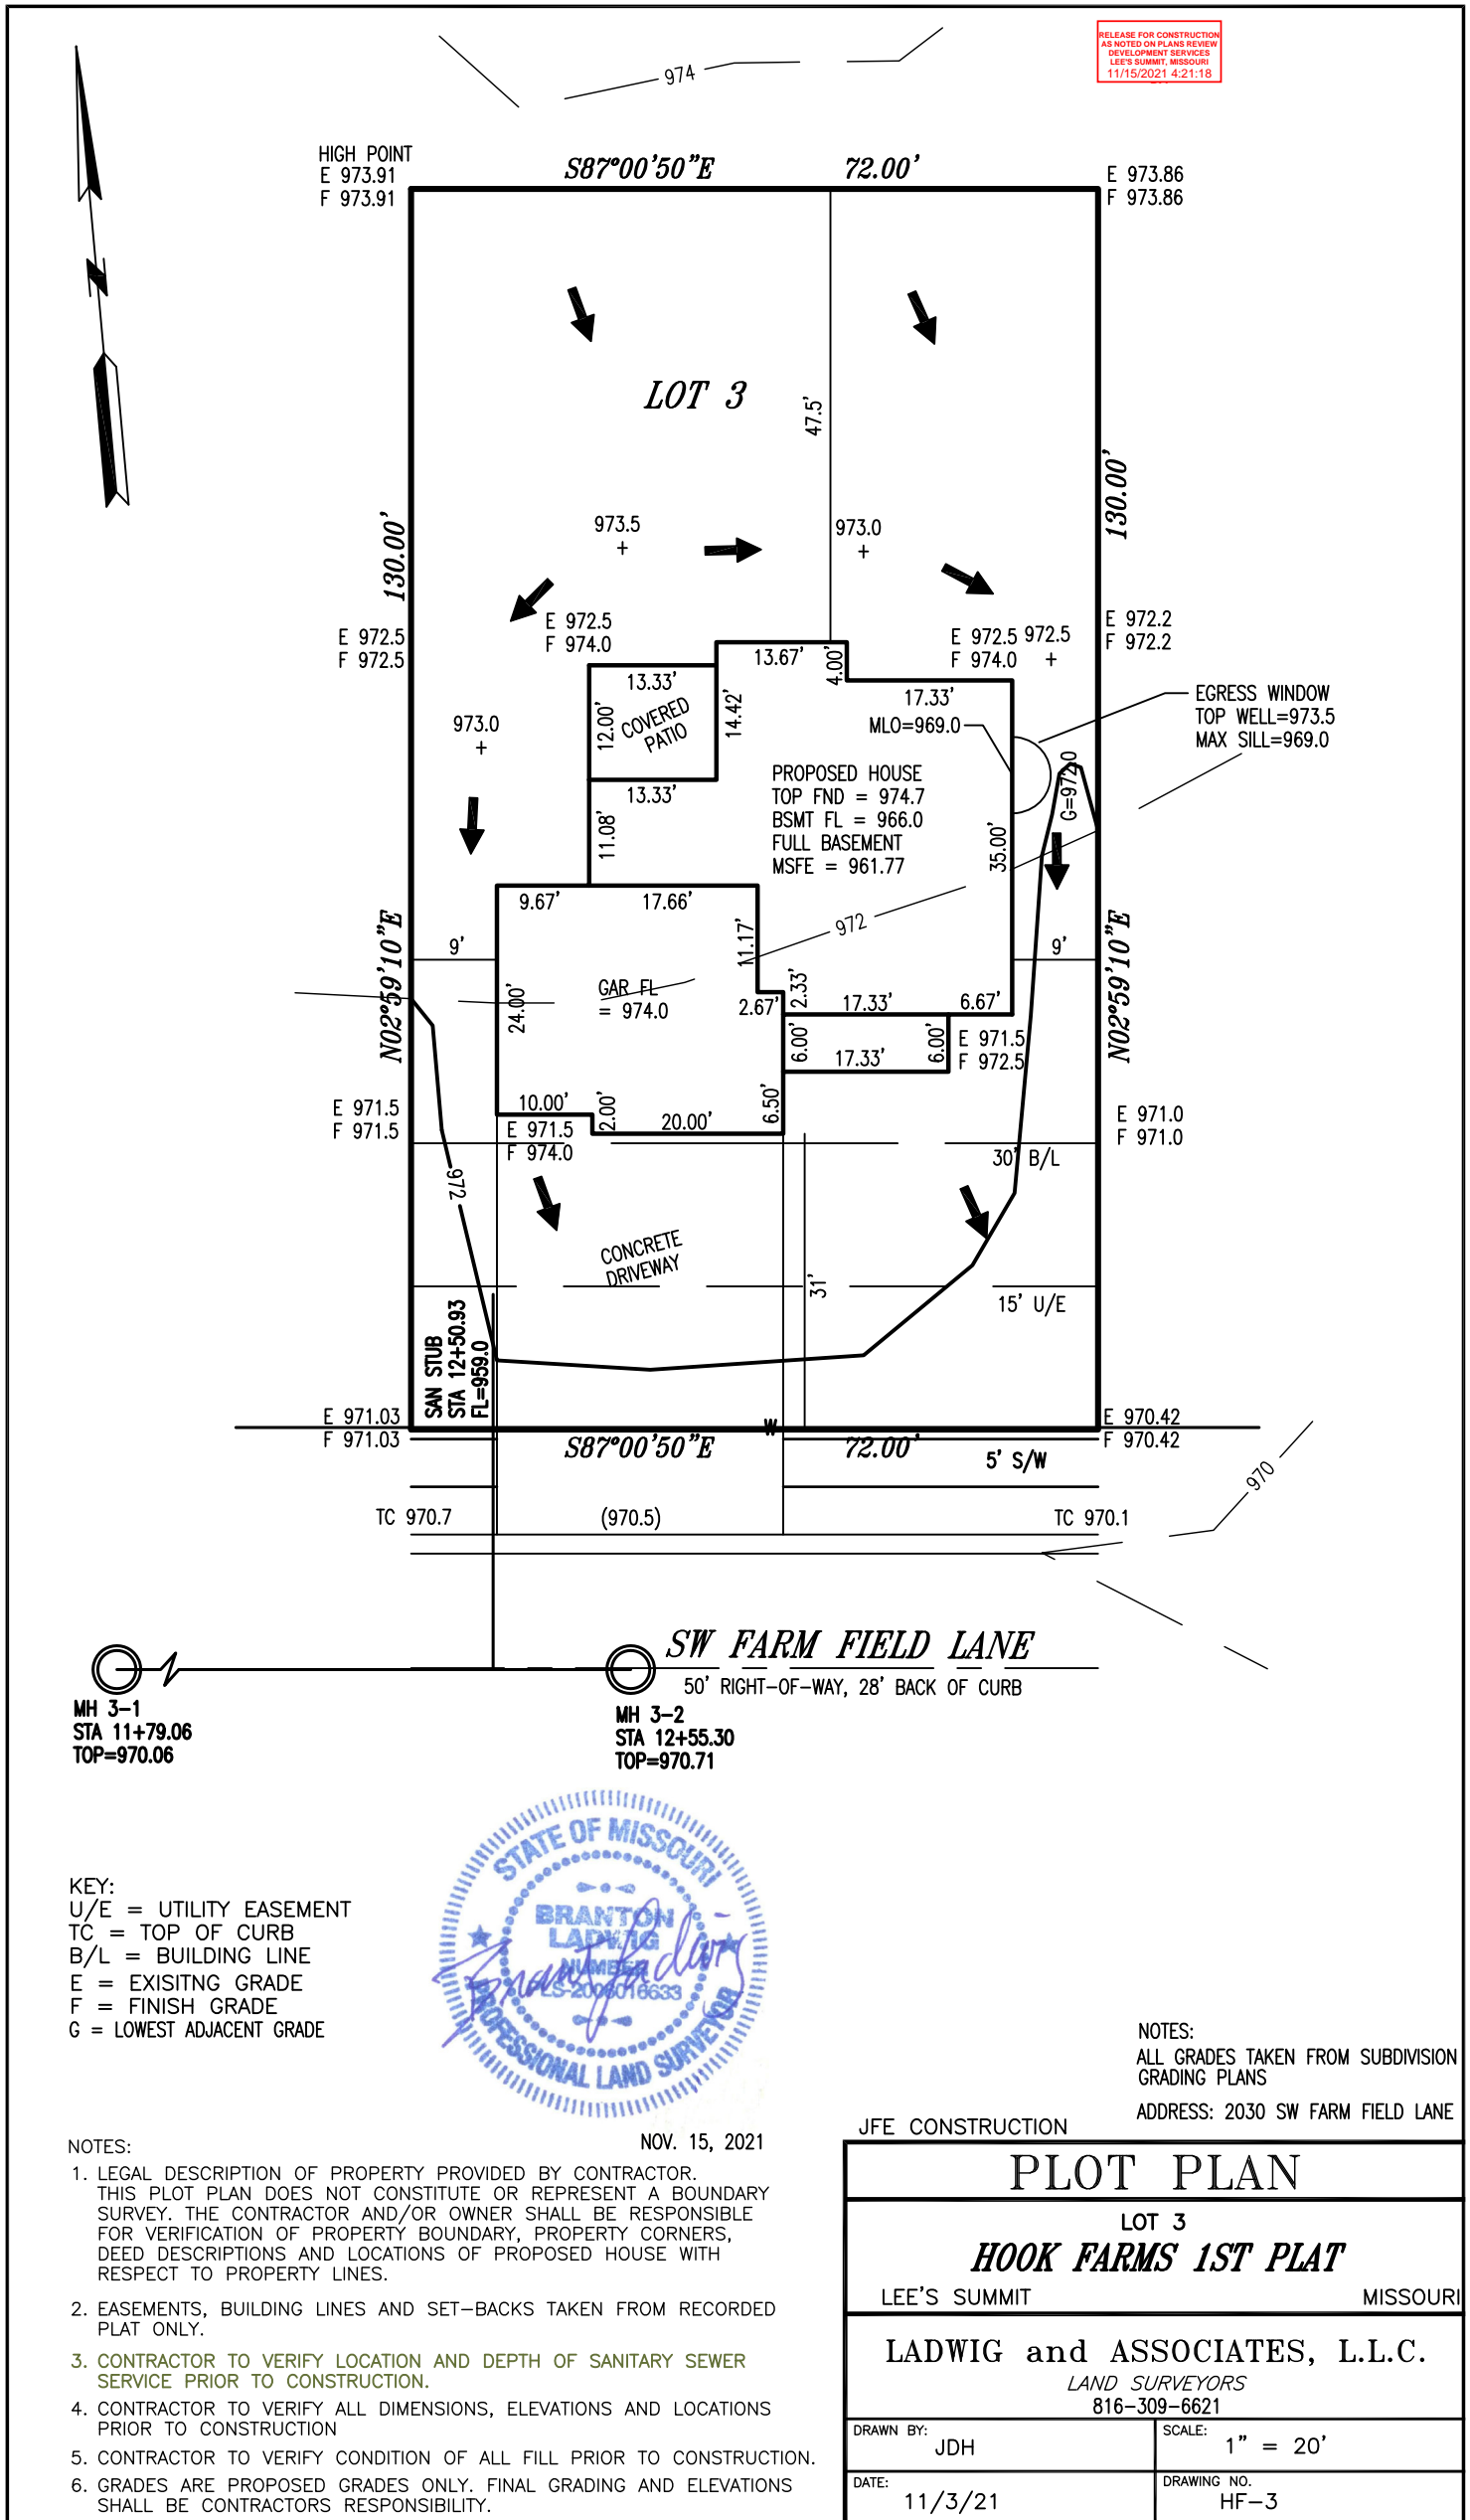 RELEASE FOR CONSTRUCTION
AS NOTED ON PLANS REVIEW
DEVELOPMENT SERVICES
LEE'S SUMMIT, MISSOURI
11/15/2021 4:21:18
974
HIGH POINT
E 973.91
F 973.91
S87°00'50"E 72.00'
E 973.86
F 973.86
N
LOT 3
47.5'
130.00'
130.00'
973.5
+
973.0
+
E 972.5
F 972.5
E 972.5
F 974.0
E 972.5
F 974.0
972.5
+
E 972.2
F 972.2
13.67'
4.00'
13.33'
17.33'
12.00'
COVERED
PATIO
14.42'
MLO=969.0
EGRESS WINDOW
TOP WELL=973.5
MAX SILL=969.0
973.0
+
G=972.0
13.33'
PROPOSED HOUSE
TOP FND = 974.7
BSMT FL = 966.0
FULL BASEMENT
MSFE = 961.77
11.08'
35.00'
9.67'
17.66'
972
N02°59'10"E
N02°59'10"E
9'
11.17'
9'
24.00'
GAR FL
= 974.0
2.67'
2.33'
17.33'
6.67'
6.00'
17.33'
6.00'
E 971.5
F 972.5
E 971.5
F 971.5
10.00'
2.00'
20.00'
6.50'
E 971.0
F 971.0
E 971.5
F 974.0
30' B/L
972
CONCRETE
DRIVEWAY
31'
15' U/E
SAN STUB
STA 12+50.93
FL=959.0
E 971.03
F 971.03
W
E 970.42
F 970.42
S87°00'50"E 72.00'
5' S/W
970
TC 970.7
(970.5)
TC 970.1
SW FARM FIELD LANE
50' RIGHT-OF-WAY, 28' BACK OF CURB
MH 3-1
STA 11+79.06
TOP=970.06
MH 3-2
STA 12+55.30
TOP=970.71
KEY:
U/E = UTILITY EASEMENT
TC = TOP OF CURB
B/L = BUILDING LINE
E = EXISITNG GRADE
F = FINISH GRADE
G = LOWEST ADJACENT GRADE
STATE OF MISSOURI
BRANTON
LADWIG
NUMBER
PROFESSIONAL LAND SURVEYOR
NOV. 15, 2021
NOTES:
ALL GRADES TAKEN FROM SUBDIVISION
GRADING PLANS
ADDRESS: 2030 SW FARM FIELD LANE
NOTES:
1. LEGAL DESCRIPTION OF PROPERTY PROVIDED BY CONTRACTOR.
THIS PLOT PLAN DOES NOT CONSTITUTE OR REPRESENT A BOUNDARY
SURVEY. THE CONTRACTOR AND/OR OWNER SHALL BE RESPONSIBLE
FOR VERIFICATION OF PROPERTY BOUNDARY, PROPERTY CORNERS,
DEED DESCRIPTIONS AND LOCATIONS OF PROPOSED HOUSE WITH
RESPECT TO PROPERTY LINES.
2. EASEMENTS, BUILDING LINES AND SET-BACKS TAKEN FROM RECORDED
PLAT ONLY.
3. CONTRACTOR TO VERIFY LOCATION AND DEPTH OF SANITARY SEWER
SERVICE PRIOR TO CONSTRUCTION.
4. CONTRACTOR TO VERIFY ALL DIMENSIONS, ELEVATIONS AND LOCATIONS
PRIOR TO CONSTRUCTION
5. CONTRACTOR TO VERIFY CONDITION OF ALL FILL PRIOR TO CONSTRUCTION.
6. GRADES ARE PROPOSED GRADES ONLY. FINAL GRADING AND ELEVATIONS
SHALL BE CONTRACTORS RESPONSIBILITY.
JFE CONSTRUCTION
PLOT PLAN
LOT 3
HOOK FARMS 1ST PLAT
LEE'S SUMMIT MISSOURI
LADWIG and ASSOCIATES, L.L.C.
LAND SURVEYORS
816-309-6621
DRAWN BY:
JDH
SCALE:
1" = 20'
DATE:
11/3/21
DRAWING NO.
HF-3